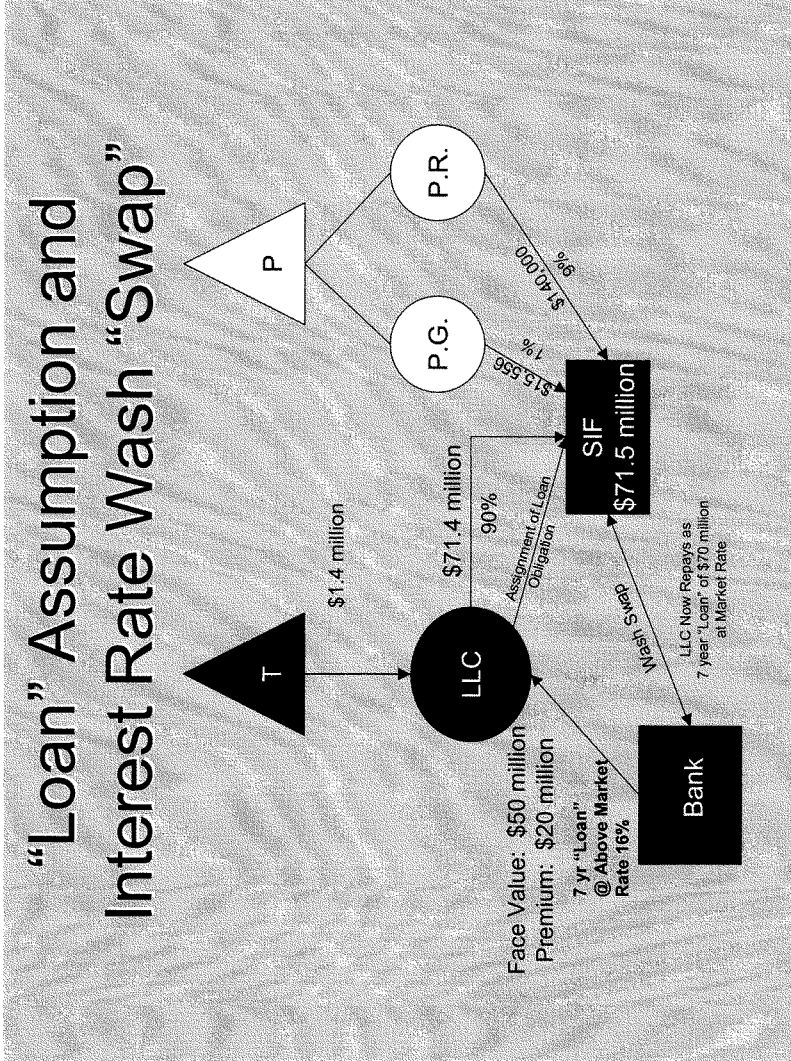 “Loan” Assumption and
Interest Rate Wash “Swap”
T
P
$1.4 million
LLC
P.G.
P.R.
$71.4 million
90%
Assignment of Loan
Obligation
$15,556
1%
$140,000
9%
Face Value: $50 million
Premium: $20 million
7 yr “Loan”
@ Above Market
Rate 16%
SIF
$71.5 million
Wash Swap
Bank
LLC Now Repays as
7 year “Loan” of $70 million
at Market Rate